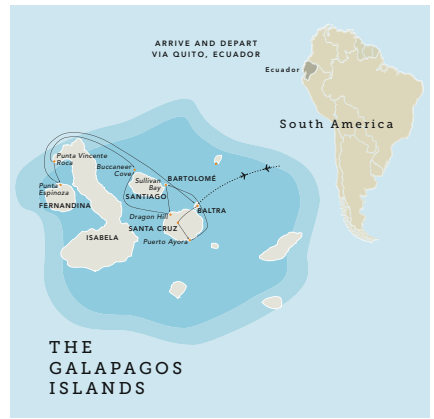 ARRIVE AND DEPART
VIA QUITO, ECUADOR
Ecuador
South America
Punta Vincente
Roca
Buccaneer
Cove
Sullivan
Bay
BARTOLOMÉ
Punta
Espinoza
SANTIAGO
FERNANDINA
BALTRA
Dragon Hill
SANTA CRUZ
ISABELA
Puerto Ayora
THE
GALAPAGOS
ISLANDS